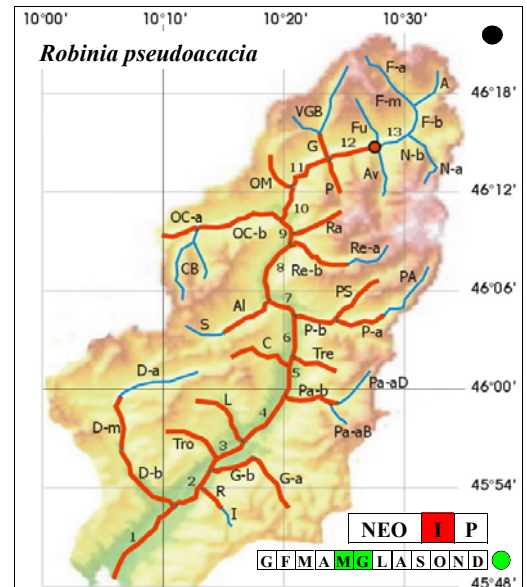 10°00' 10°10' 10°20' 10°30'
Robinia pseudoacacia
F-a
A
46°18'
VGB
F-m
Fu
F-b
13
G
12
N-b
11
N-a
OM
P
Av
46°12'
10
OC-a
Ra
OC-b
9
Re-a
8
Re-b
CB
PA
46°06'
PS
7
Al
S
P-b
P-a
6
C
Tre
D-a
5
Pa-aD
46°00'
Pa-b
L
4
D-m
Pa-aB
Tro
3
D-b
G-b
G-a
45°54'
2
R
I
1
NEO I P
G F M A M G L A S O N D
45°48'